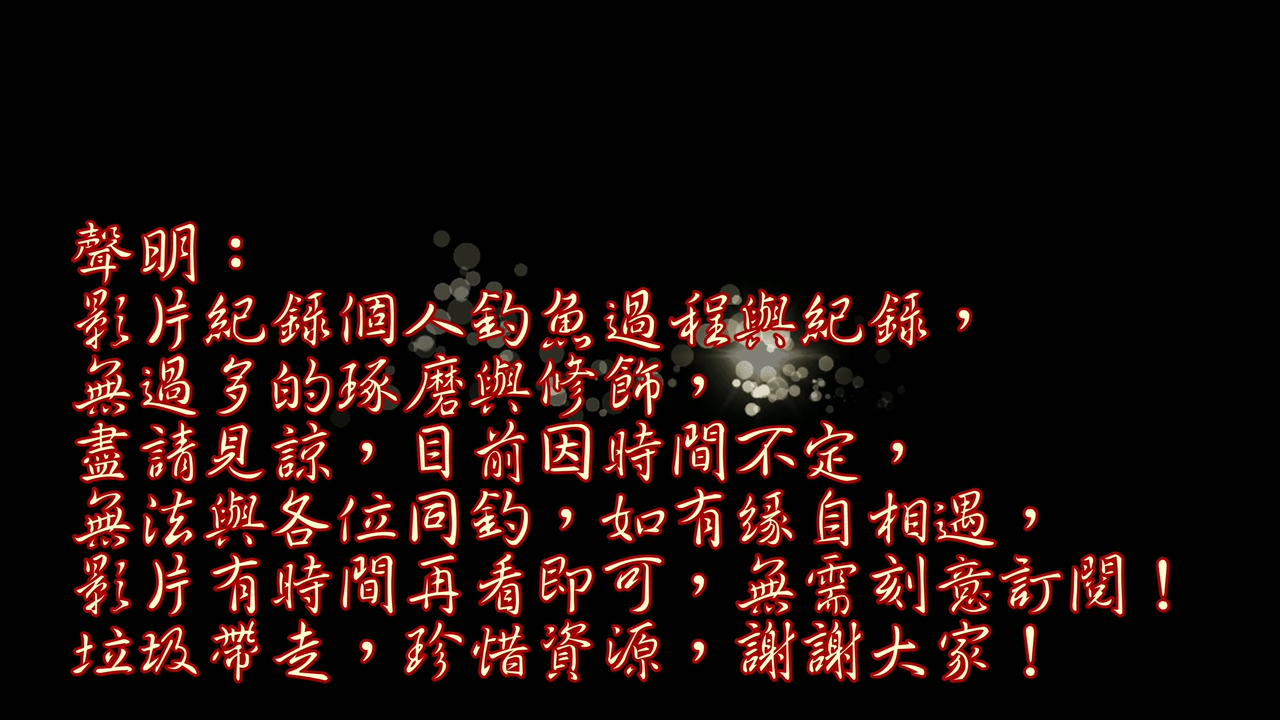 聲明：
影片紀錄個人釣魚過程與紀錄，
無過多的琢磨與修飾，
盡請見諒，目前因時間不定，
無法與各位同釣，如有緣自相遇，
影片有時間再看即可，無需刻意訂閱！
垃圾帶走，珍惜資源，謝謝大家！